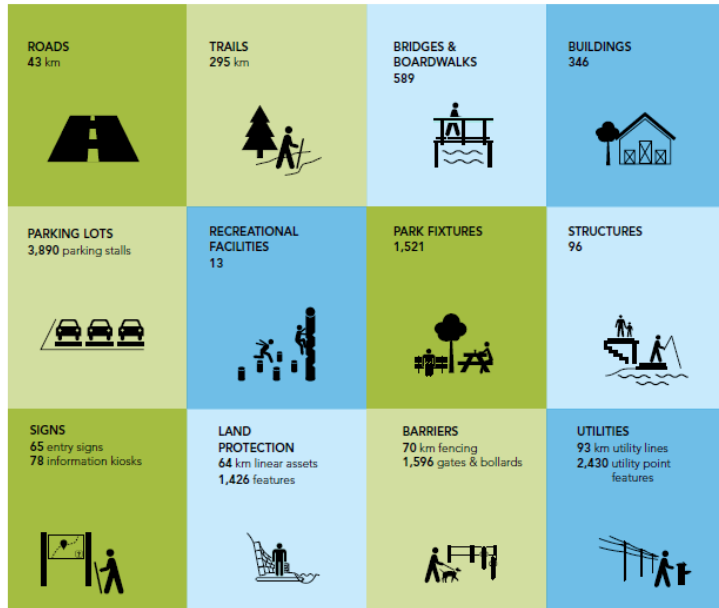 ROADS
43 km
TRAILS
295 km
BRIDGES &
BOARDWALKS
589
BUILDINGS
346
PARKING LOTS
3,890 parking stalls
RECREATIONAL
FACILITIES
13
PARK FIXTURES
1,521
STRUCTURES
96
SIGNS
65 entry signs
78 information kiosks
LAND
PROTECTION
64 km linear assets
1,426 features
BARRIERS
70 km fencing
1,596 gates & bollards
UTILITIES
93 km utility lines
2,430 utility point
features